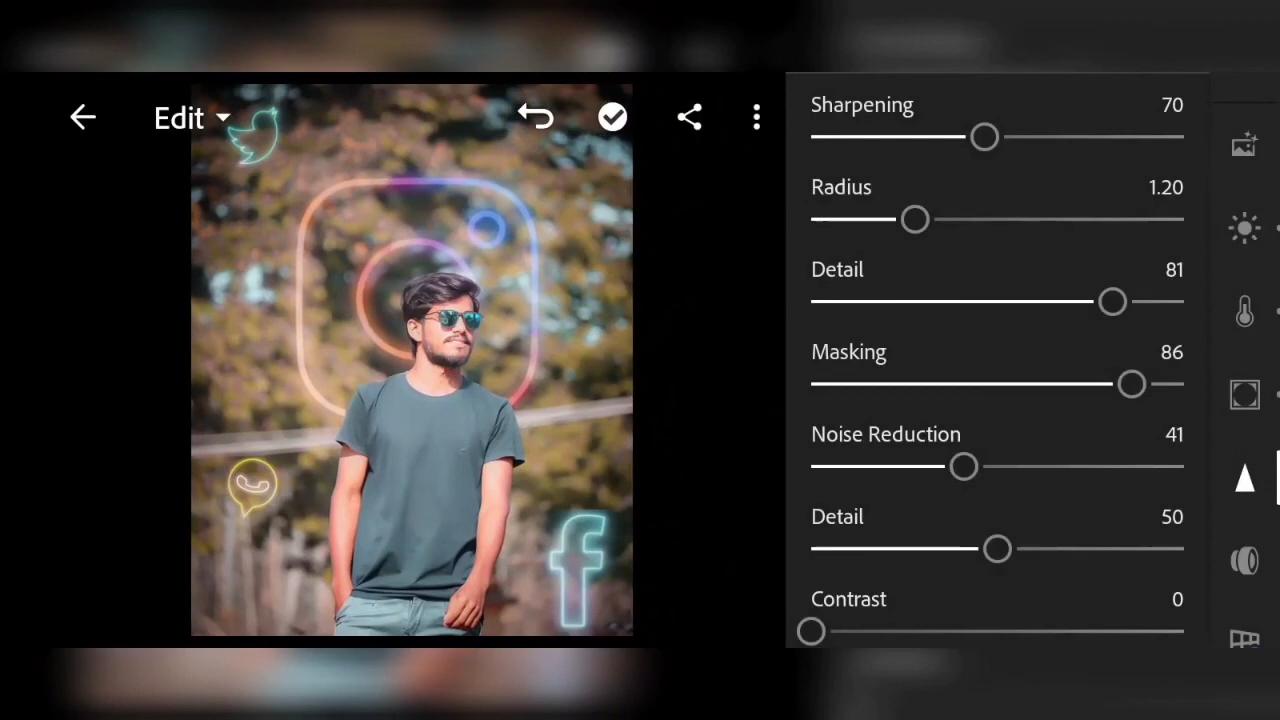 Edit
Sharpening 70
Radius 1.20
Detail 81
Masking 86
Noise Reduction 41
Detail 50
Contrast 0